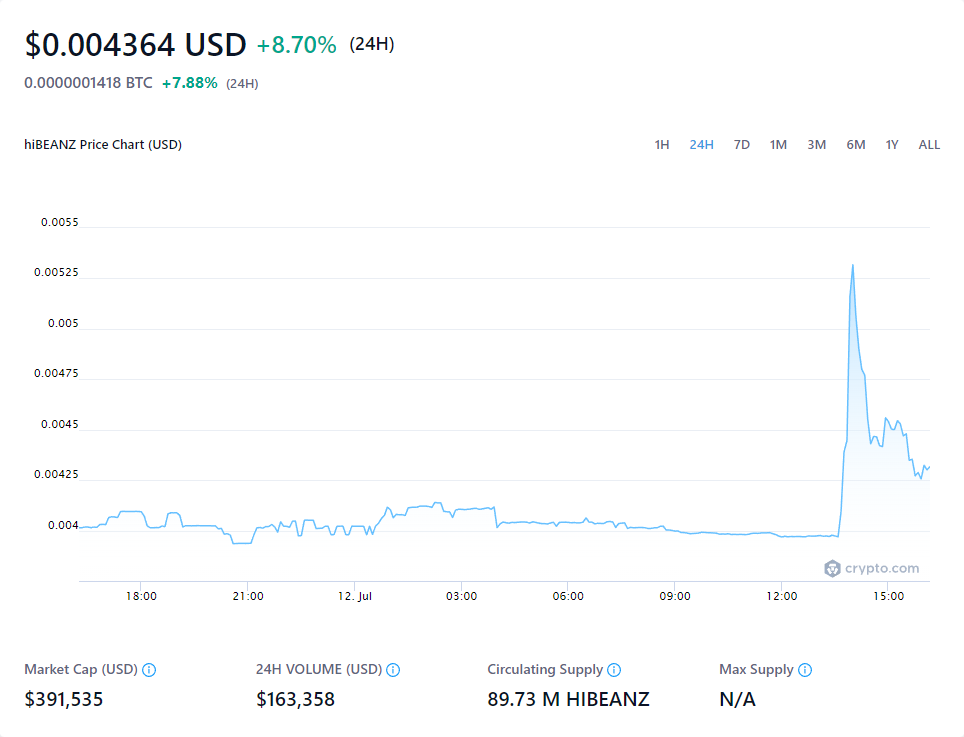 $0.004364 USD +8.70% (24H)
0.0000001418 BTC +7.88% (24H)
hiBEANZ Price Chart (USD) 1H 24H 7D 1M 3M 6M 1Y ALL
0.0055
0.00525
0.005
0.00475
0.0045
0.00425
0.004
crypto.com
18:00 21:00 12. Jul 03:00 06:00 09:00 12:00 15:00
Market Cap (USD) 24H VOLUME (USD) Circulating Supply Max Supply
$391,535 $163,358 89.73 M HIBEANZ N/A